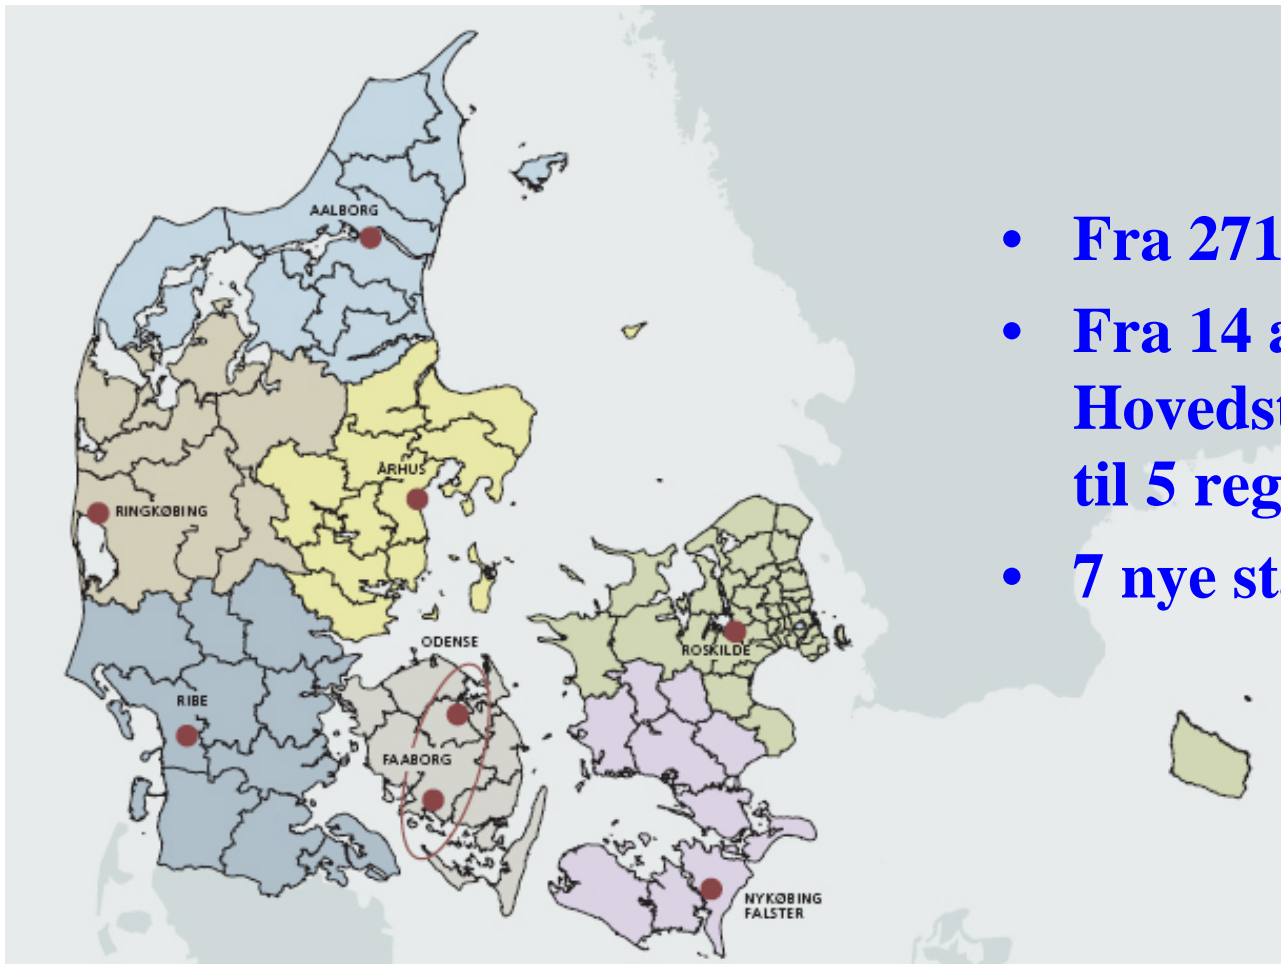 AALBORG
ÅRHUS
RINGKØBING
ODENSE
ROSKILDE
RIBE
FAABORG
NYKØBING
FALSTER
• Fra 271
• Fra 14 a
Hovedst
til 5 reg
• 7 nye st